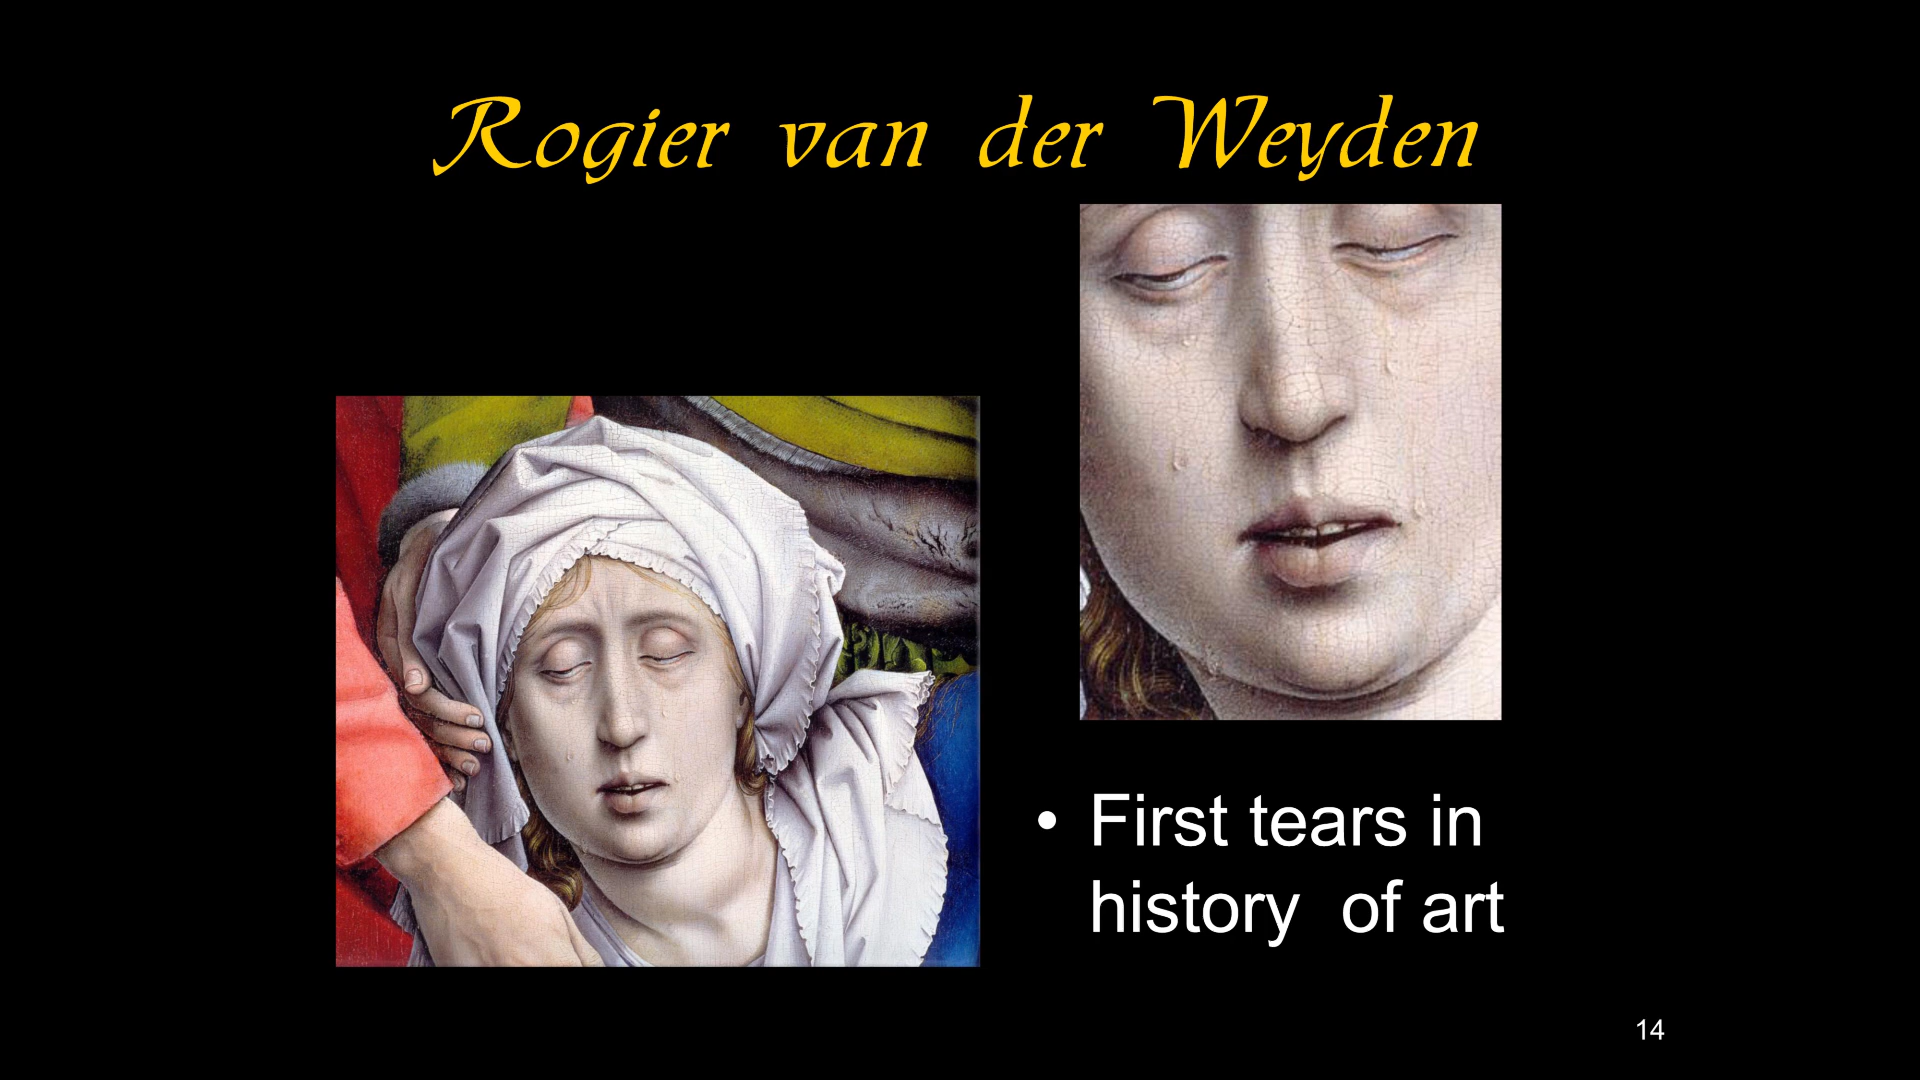 Rogier van der Weyden
• First tears in
history of art
14